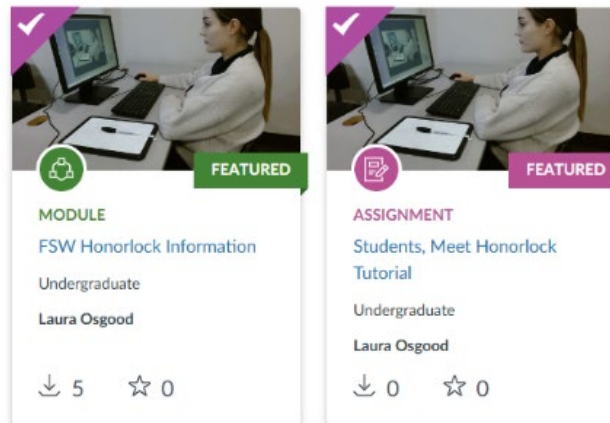 FEATURED
MODULE
FSW Honorlock Information
Undergraduate
Laura Osgood
5 0
FEATURED
ASSIGNMENT
Students, Meet Honorlock
Tutorial
Undergraduate
Laura Osgood
0 0